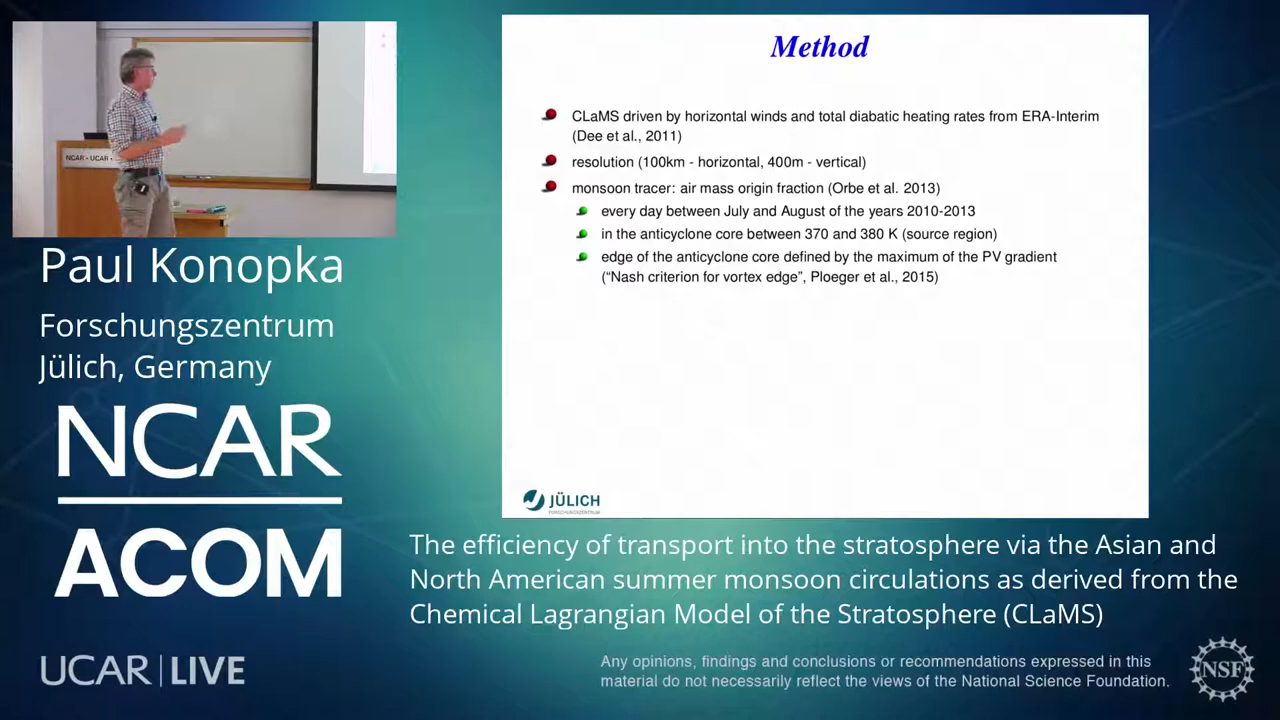 NCAR • UCAR •
Paul Konopka
Forschungszentrum
Jülich, Germany
NCAR
ACOM
UCAR | LIVE
Method
CLaMS driven by horizontal winds and total diabatic heating rates from ERA-Interim
(Dee et al., 2011)
resolution (100km - horizontal, 400m - vertical)
monsoon tracer: air mass origin fraction (Orbe et al. 2013)
every day between July and August of the years 2010-2013
in the anticyclone core between 370 and 380 K (source region)
edge of the anticyclone core defined by the maximum of the PV gradient
(“Nash criterion for vortex edge”, Ploeger et al., 2015)
JÜLICH
FORSCHUNGSZENTRUM
The efficiency of transport into the stratosphere via the Asian and
North American summer monsoon circulations as derived from the
Chemical Lagrangian Model of the Stratosphere (CLaMS)
Any opinions, findings and conclusions or recommendations expressed in this
material do not necessarily reflect the views of the National Science Foundation.
NSF